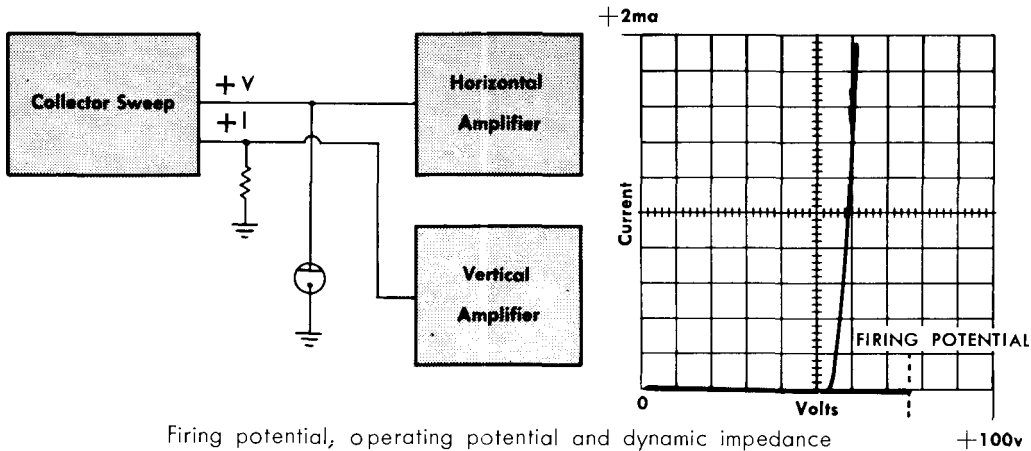 +2ma
Collector Sweep
+ V
+ I
Horizontal
Amplifier
Vertical
Amplifier
Current
FIRING POTENTIAL
0
Volts
+100v
Firing potential, operating potential and dynamic impedance